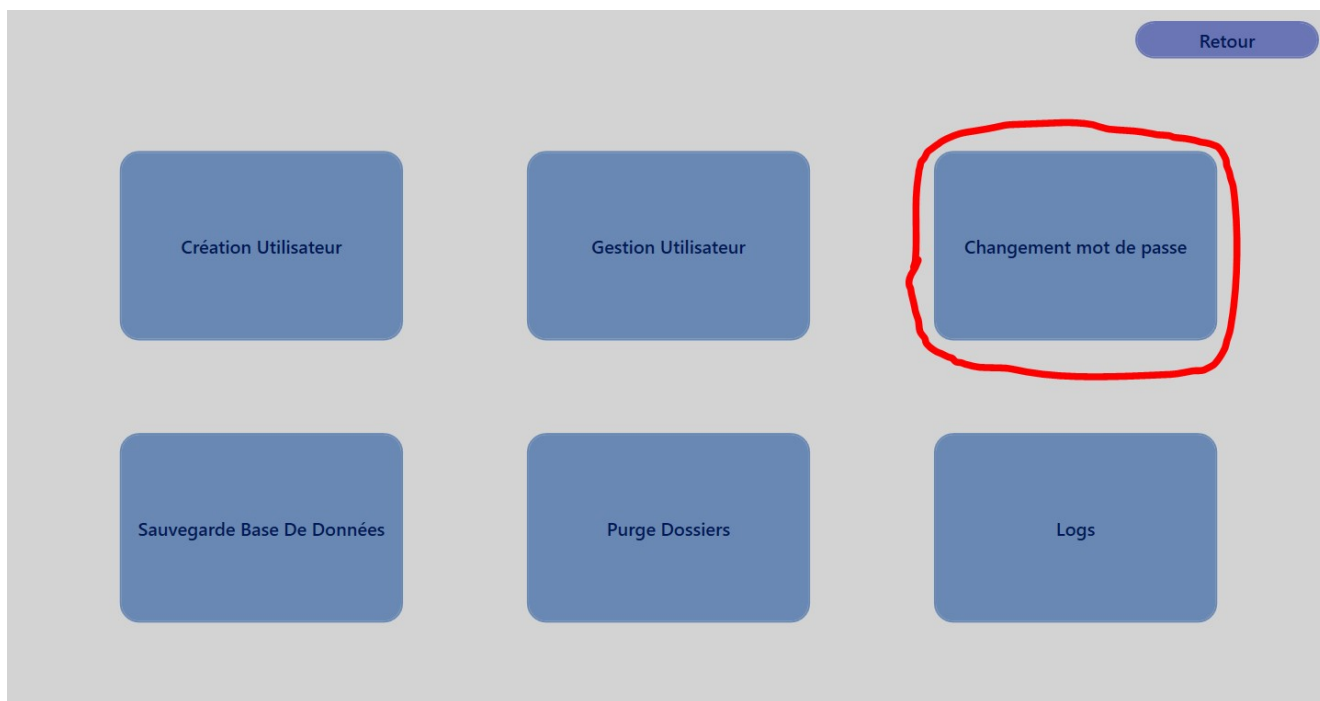 Retour
Création Utilisateur
Gestion Utilisateur
Changement mot de passe
Sauvegarde Base De Données
Purge Dossiers
Logs